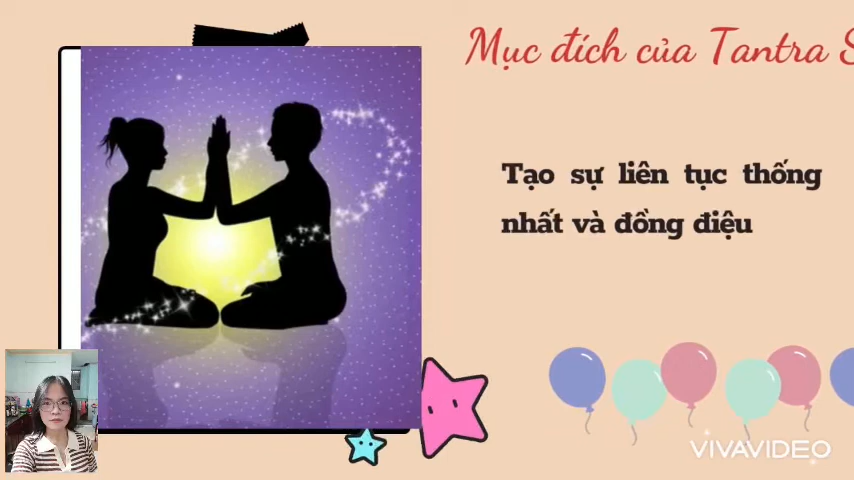 Mục đích của Tantra
Tạo sự liên tục thống
nhất và đồng điệu
VIVAVIDEO